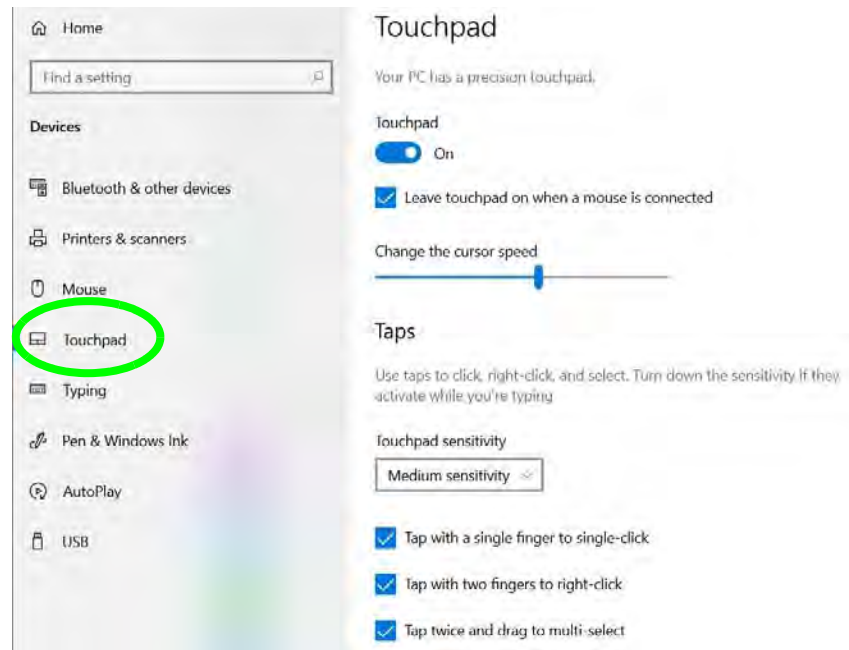 Home
Find a setting
Devices
Bluetooth & other devices
Printers & scanners
Mouse
Touchpad
Typing
Pen & Windows Ink
AutoPlay
USB
Touchpad
Your PC has a precision touchpad.
Touchpad
On
Leave touchpad on when a mouse is connected
Change the cursor speed
Taps
Use taps to click, right-click, and select. Turn down the sensitivity if they
activate while you're typing
Touchpad sensitivity
Medium sensitivity
Tap with a single finger to single-click
Tap with two fingers to right-click
Tap twice and drag to multi-select